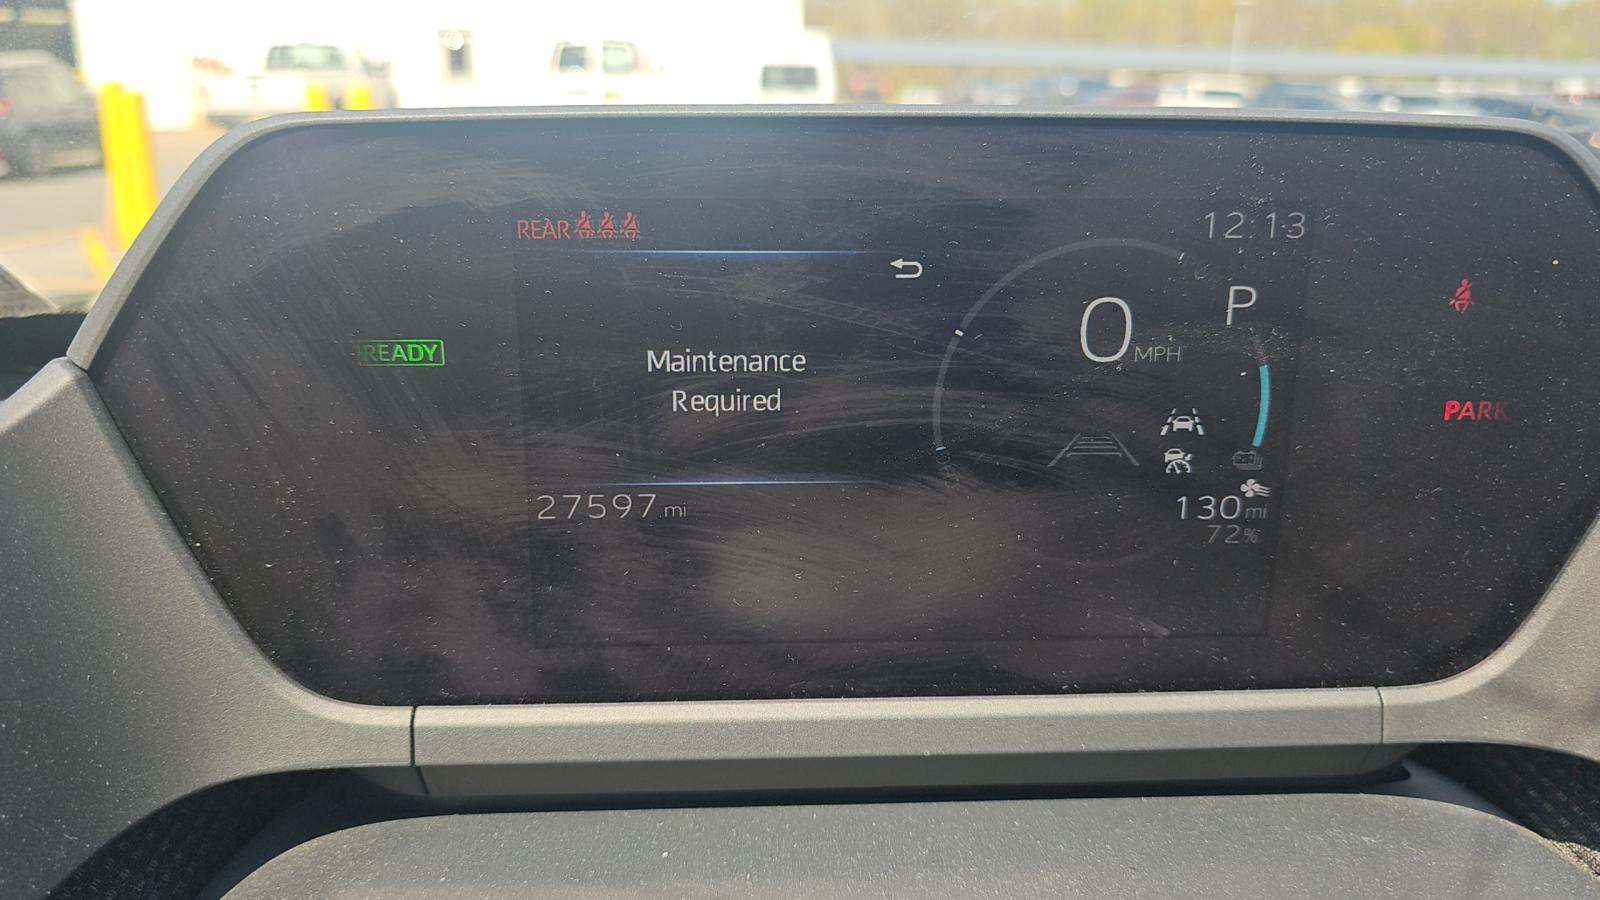 REAR
12:13
P
0 MPH
READY
Maintenance
Required
PARK
27597 mi
130 mi
72%